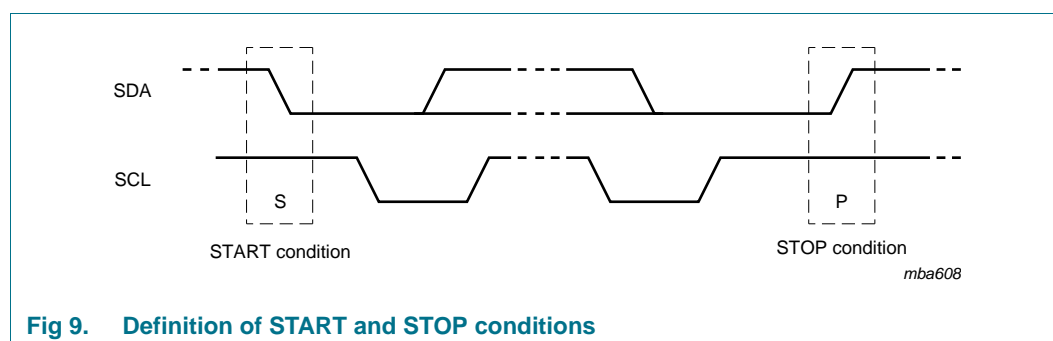 SDA
SCL
S
P
START condition
STOP condition
mba608
Fig 9. Definition of START and STOP conditions